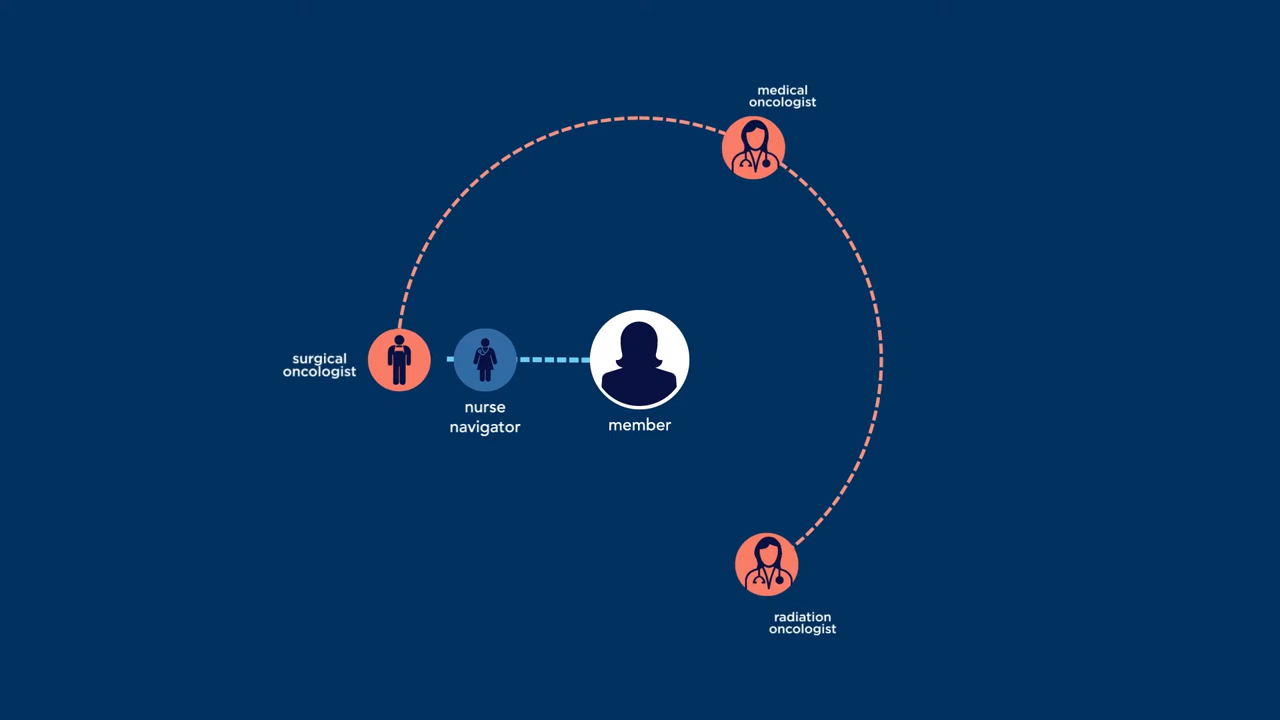 medical
oncologist
surgical
oncologist
nurse
navigator
member
radiation
oncologist